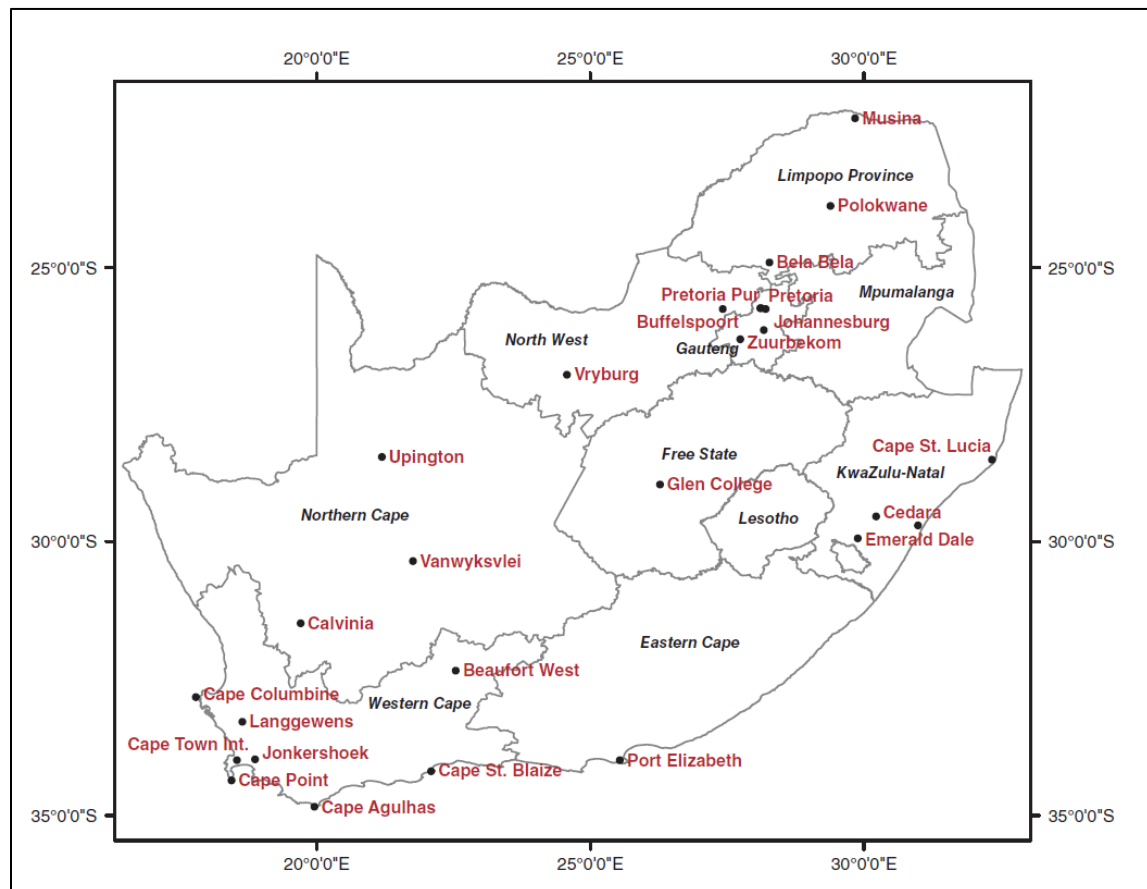 20°0'0"E 25°0'0"E 30°0'0"E
Musina
Limpopo Province
Polokwane
25°0'0"S Bela Bela 25°0'0"S
Pretoria Pur Pretoria Mpumalanga
Buffelspoort Johannesburg
North West Gauteng Zuurbekom
Vryburg
Cape St. Lucia
Upington Free State
KwaZulu-Natal
Glen College
Northern Cape Lesotho Cedara
30°0'0"S Emerald Dale 30°0'0"S
Vanwyksvlei
Calvinia
Eastern Cape
Beaufort West
Cape Columbine Western Cape
Langgewens
Cape Town Int. Jonkershoek
Port Elizabeth
Cape Point Cape St. Blaize
Cape Agulhas
35°0'0"S 35°0'0"S
20°0'0"E 25°0'0"E 30°0'0"E